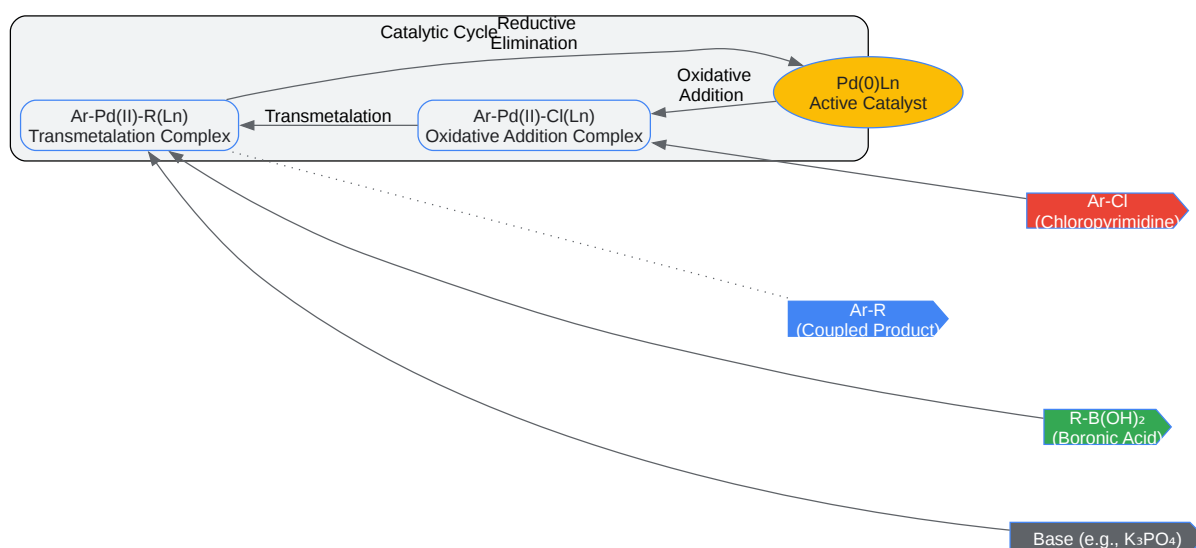 Catalytic Cycle
Reductive
Elimination
Oxidative
Addition
Pd(0)Ln
Active Catalyst
Ar-Pd(II)-R(Ln)
Transmetalation Complex
Transmetalation
Ar-Pd(II)-Cl(Ln)
Oxidative Addition Complex
Ar-Cl
(Chloropyrimidine)
Ar-R
(Coupled Product)
R-B(OH)₂
(Boronic Acid)
Base (e.g., K₃PO₄)